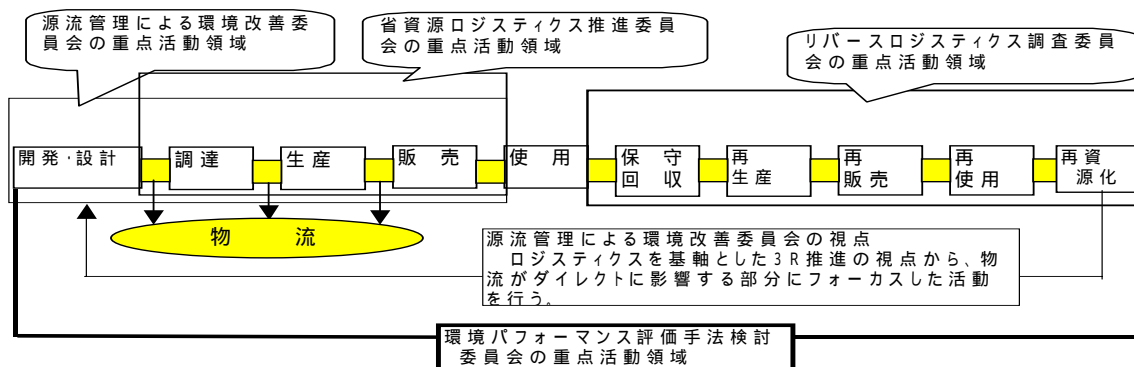 源流管理による環境改善委
員会の重点活動領域
省資源ロジスティクス推進委員
会の重点活動領域
リバースロジスティクス調査委員
会の重点活動領域
開発・設計
調達
生産
販 売
使 用
保 守
回 収
再
生産
再
販売
再
使用
再資
源化
物 流
源流管理による環境改善委員会の視点
ロジスティクスを基軸とした3R推進の視点から、物
流がダイレクトに影響する部分にフォーカスした活動
を行う。
環境パフォーマンス評価手法検討
委員会の重点活動領域